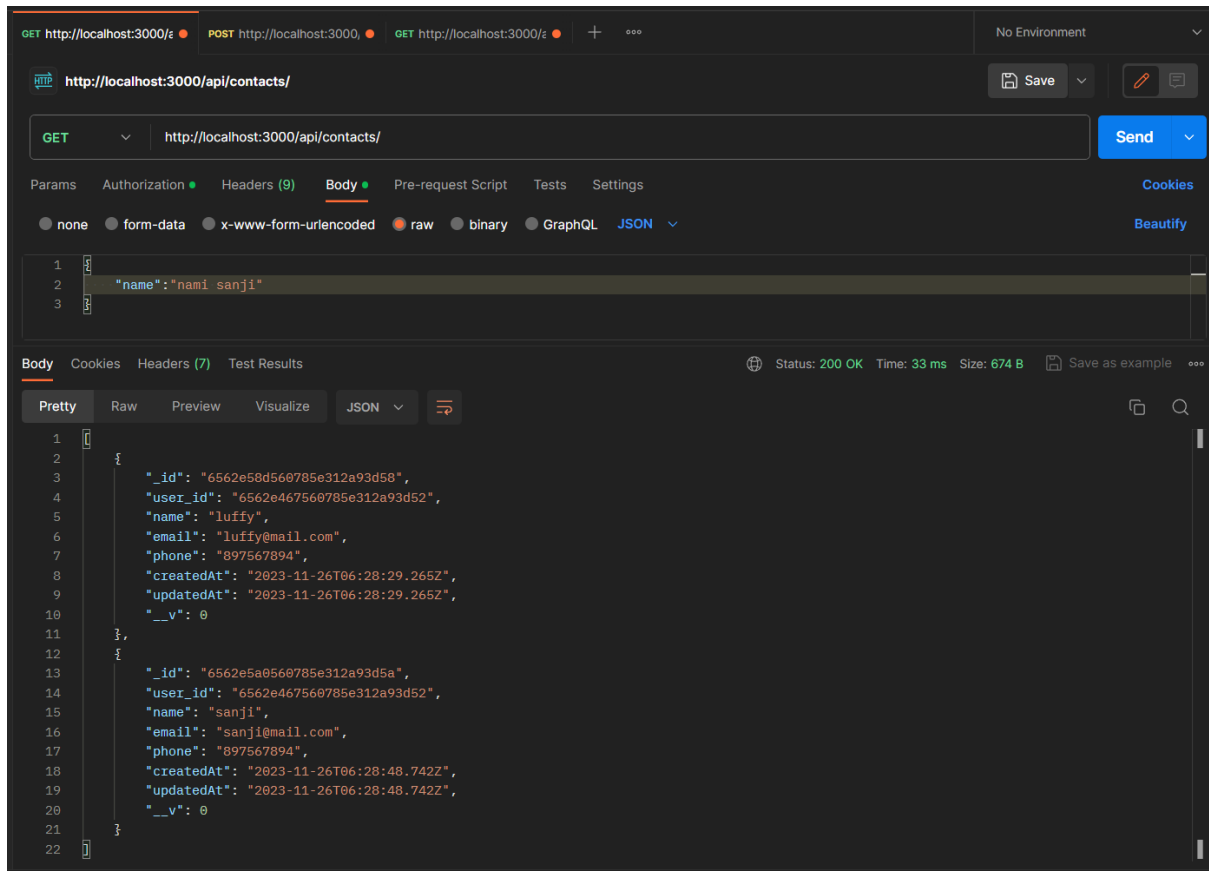 GET http://localhost:3000/a POST http://localhost:3000, GET http://localhost:3000/a + ooo No Environment
HTTP http://localhost:3000/api/contacts/ Save
GET http://localhost:3000/api/contacts/ Send
Params Authorization Headers (9) Body Pre-request Script Tests Settings Cookies
none form-data x-www-form-urlencoded raw binary GraphQL JSON Beautify
1 {
2 "name":"nami sanji"
3 }
Body Cookies Headers (7) Test Results Status: 200 OK Time: 33 ms Size: 674 B Save as example ooo
Pretty Raw Preview Visualize JSON
1 [
2 {
3 "_id": "6562e58d560785e312a93d58",
4 "user_id": "6562e467560785e312a93d52",
5 "name": "luffy",
6 "email": "luffy@mail.com",
7 "phone": "897567894",
8 "createdAt": "2023-11-26T06:28:29.265Z",
9 "updatedAt": "2023-11-26T06:28:29.265Z",
10 "__v": 0
11 },
12 {
13 "_id": "6562e5a0560785e312a93d5a",
14 "user_id": "6562e467560785e312a93d52",
15 "name": "sanji",
16 "email": "sanji@mail.com",
17 "phone": "897567894",
18 "createdAt": "2023-11-26T06:28:48.742Z",
19 "updatedAt": "2023-11-26T06:28:48.742Z",
20 "__v": 0
21 }
22 ]